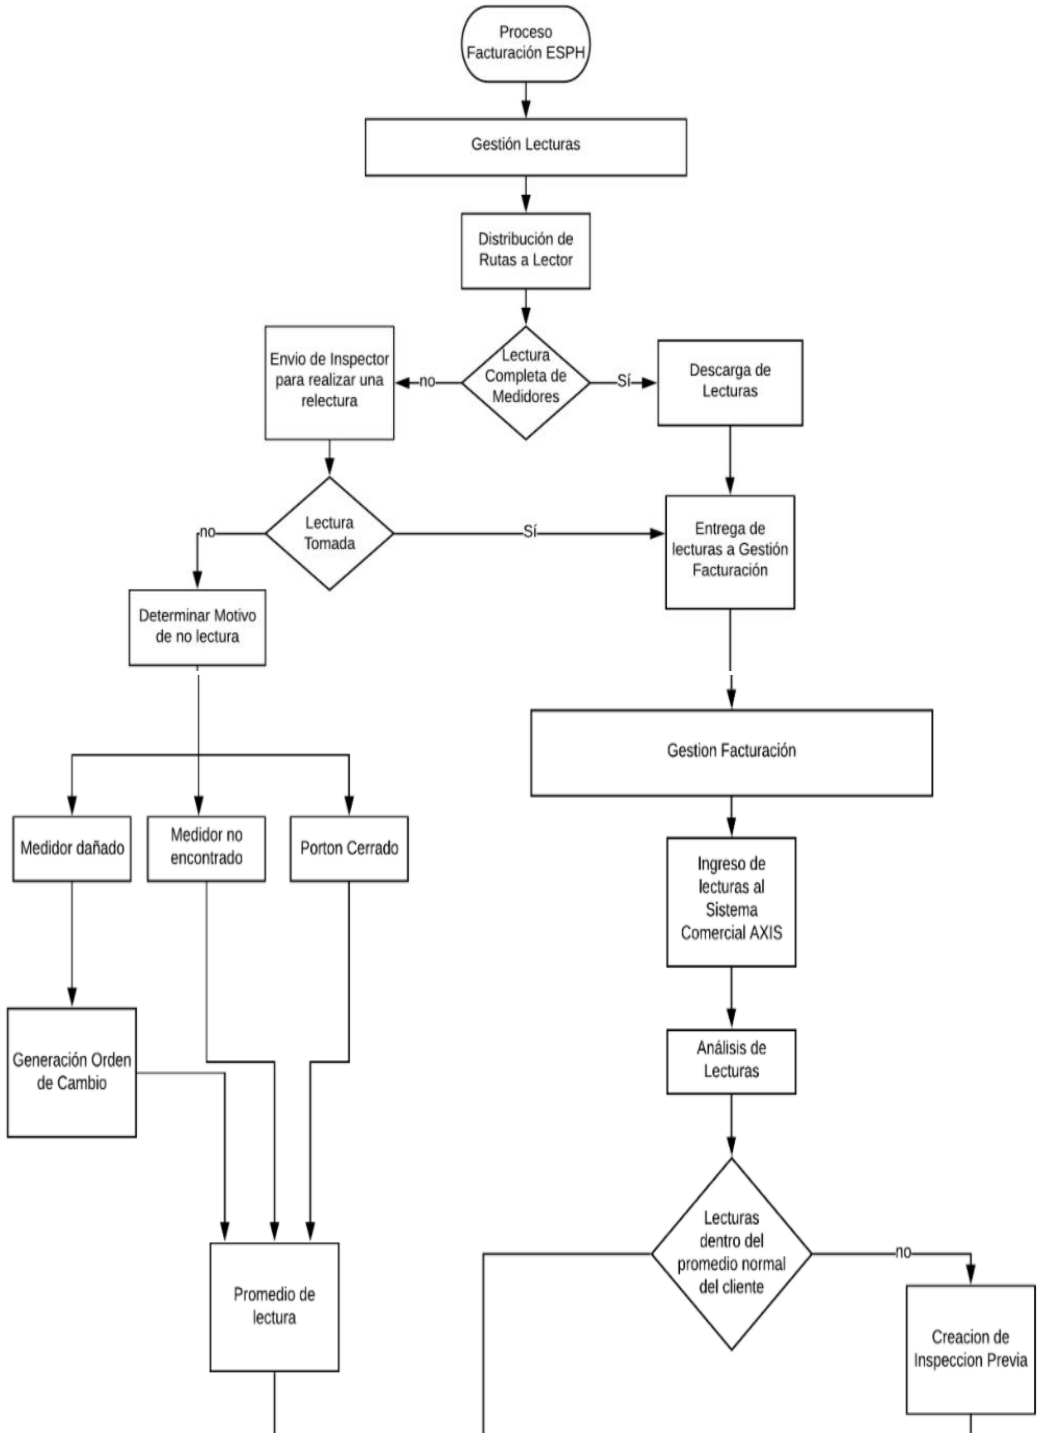 Proceso
Facturación ESPH
Gestión Lecturas
Distribución de
Rutas a Lector
Envio de Inspector
para realizar una
relectura
no
Lectura
Completa de
Medidores
Sí
Descarga de
Lecturas
no
Lectura
Tomada
Sí
Entrega de
lecturas a Gestión
Facturación
Determinar Motivo
de no lectura
Gestion Facturación
Medidor dañado
Medidor no
encontrado
Porton Cerrado
Ingreso de
lecturas al
Sistema
Comercial AXIS
Generación Orden
de Cambio
Análisis de
Lecturas
Lecturas
dentro del
promedio normal
del cliente
no
Promedio de
lectura
Creacion de
Inspeccion Previa